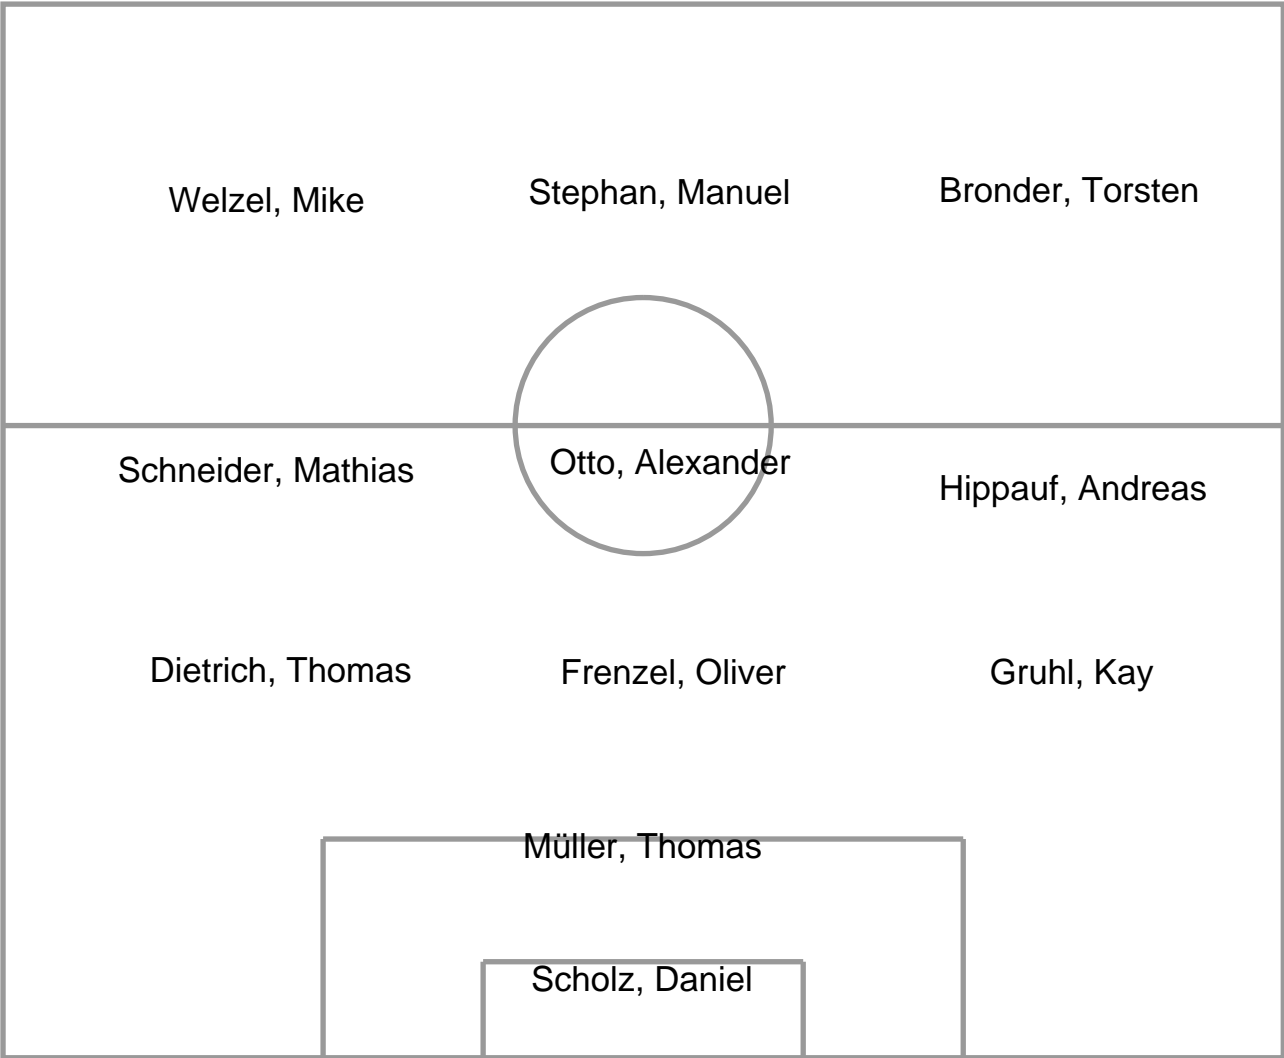 Welzel, Mike
Stephan, Manuel
Bronder, Torsten
Schneider, Mathias
Otto, Alexander
Hippauf, Andreas
Dietrich, Thomas
Frenzel, Oliver
Gruhl, Kay
Müller, Thomas
Scholz, Daniel